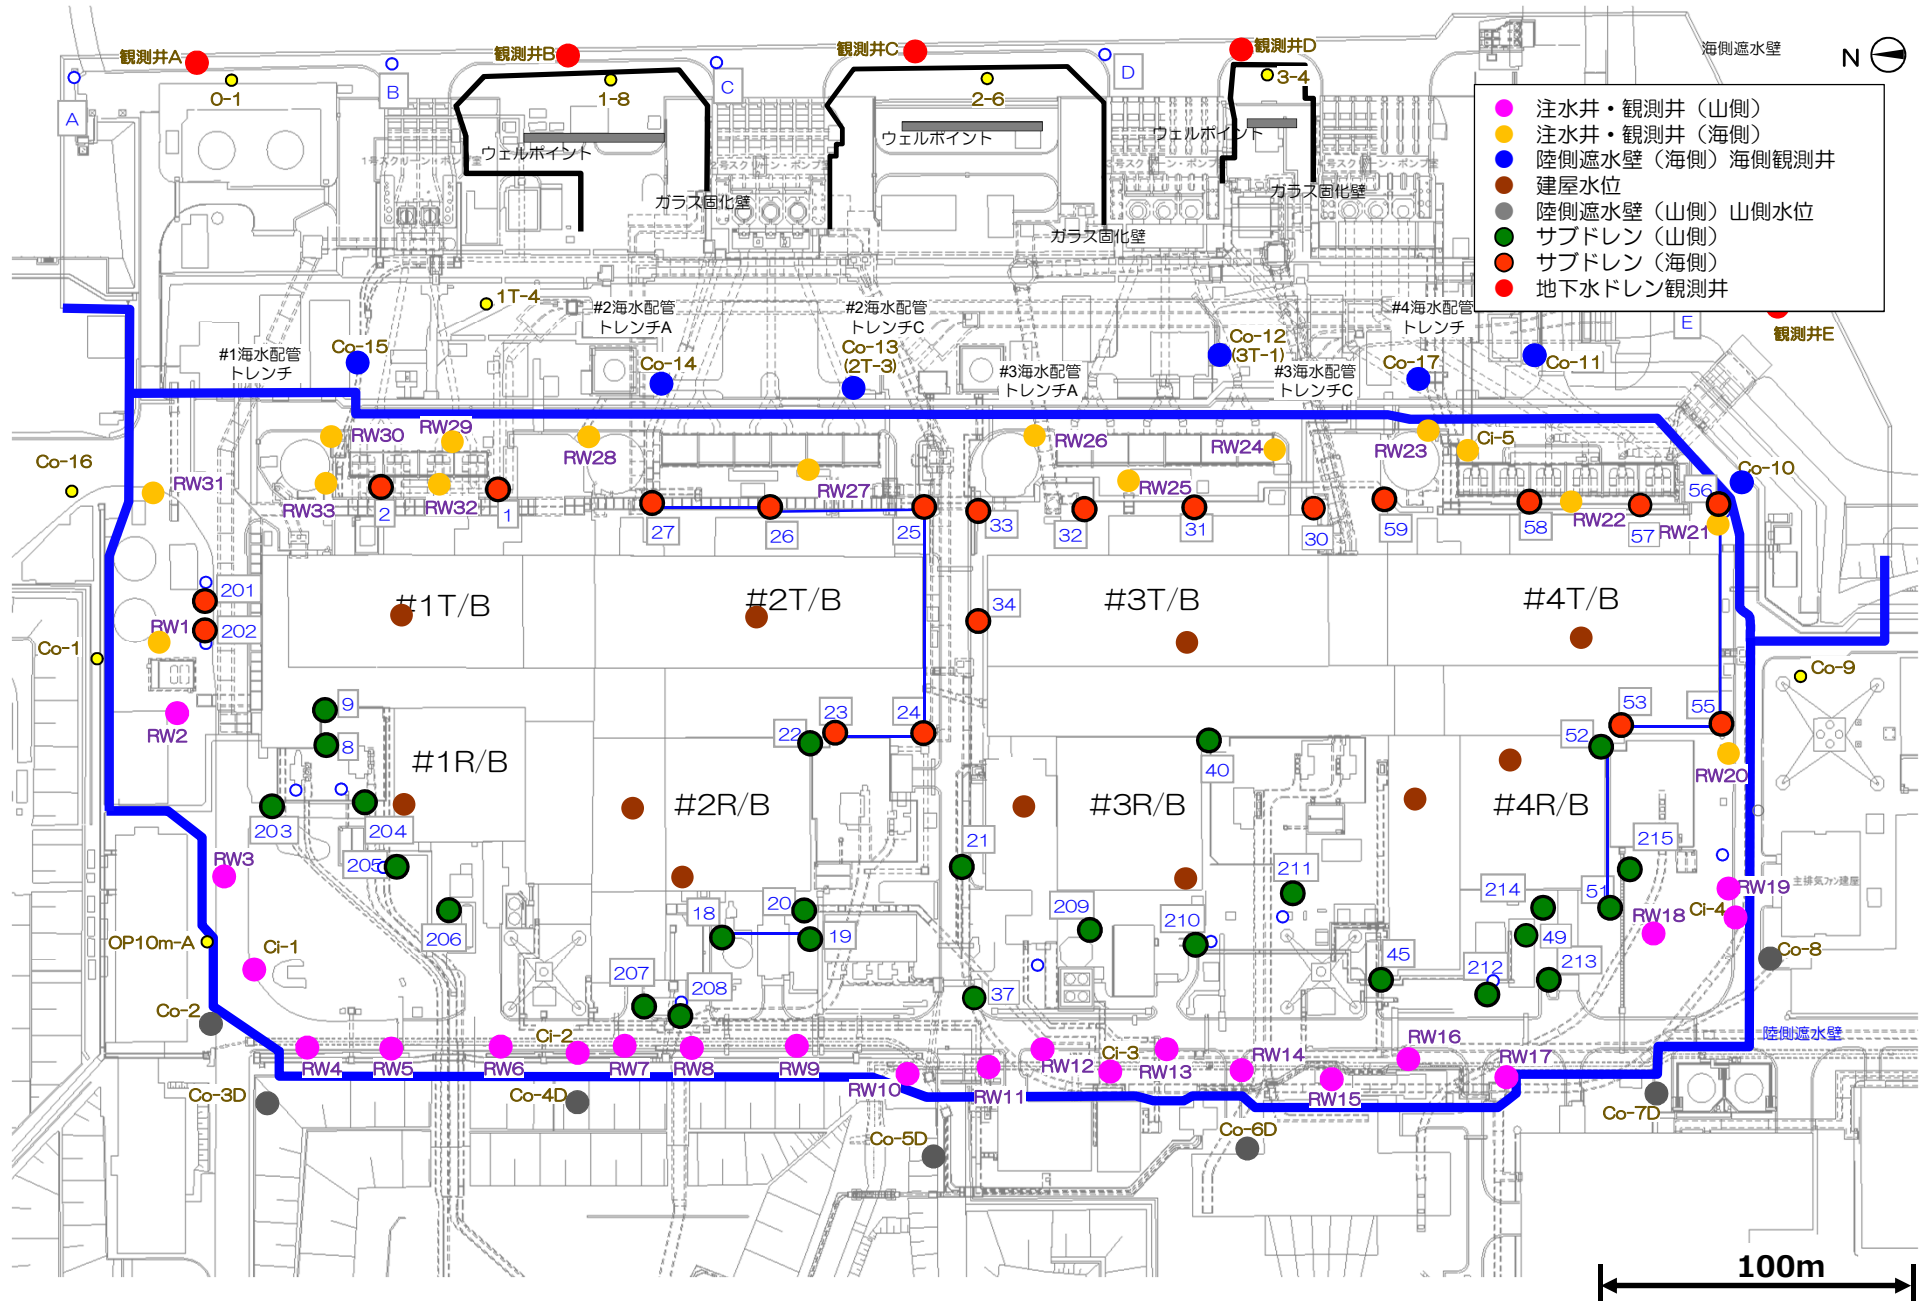 観測井A
観測井B
観測井C
観測井D
海側遮水壁
N
0-1
1-8
2-6
3-4
A
B
C
D
注水井・観測井（山側）
注水井・観測井（海側）
陸側遮水壁（海側）海側観測井
建屋水位
陸側遮水壁（山側）山側水位
サブドレン（山側）
サブドレン（海側）
地下水ドレン観測井
ウェルポイント
ウェルポイント
ウェルポイント
ガラス固化壁
ガラス固化壁
ガラス固化壁
E
観測井E
1T-4
#1海水配管
トレンチ
#2海水配管
トレンチA
#2海水配管
トレンチC
#3海水配管
トレンチA
#3海水配管
トレンチC
#4海水配管
トレンチ
Co-15
Co-14
Co-13
(2T-3)
Co-12
(3T-1)
Co-17
Co-11
Co-16
RW31
RW30
RW29
RW28
RW27
RW26
RW25
RW24
RW23
Ci-5
Co-10
RW33
2
RW32
1
27
26
25
33
32
31
30
59
58
RW22
57
56
RW21
201
202
RW1
Co-1
#1T/B
#2T/B
34
#3T/B
#4T/B
Co-9
RW2
9
8
#1R/B
22
23
24
40
52
53
55
RW20
203
204
#2R/B
#3R/B
#4R/B
RW3
205
206
21
211
215
214
51
RW19
主排気ファン建屋
18
20
19
209
210
49
RW18
Ci-4
OP10m-A
Ci-1
207
208
37
45
212
213
Co-8
Co-2
陸側遮水壁
RW4
RW5
RW6
Ci-2
RW7
RW8
RW9
RW10
RW11
RW12
Ci-3
RW13
RW14
RW15
RW16
RW17
Co-3D
Co-4D
Co-5D
Co-6D
Co-7D
100m